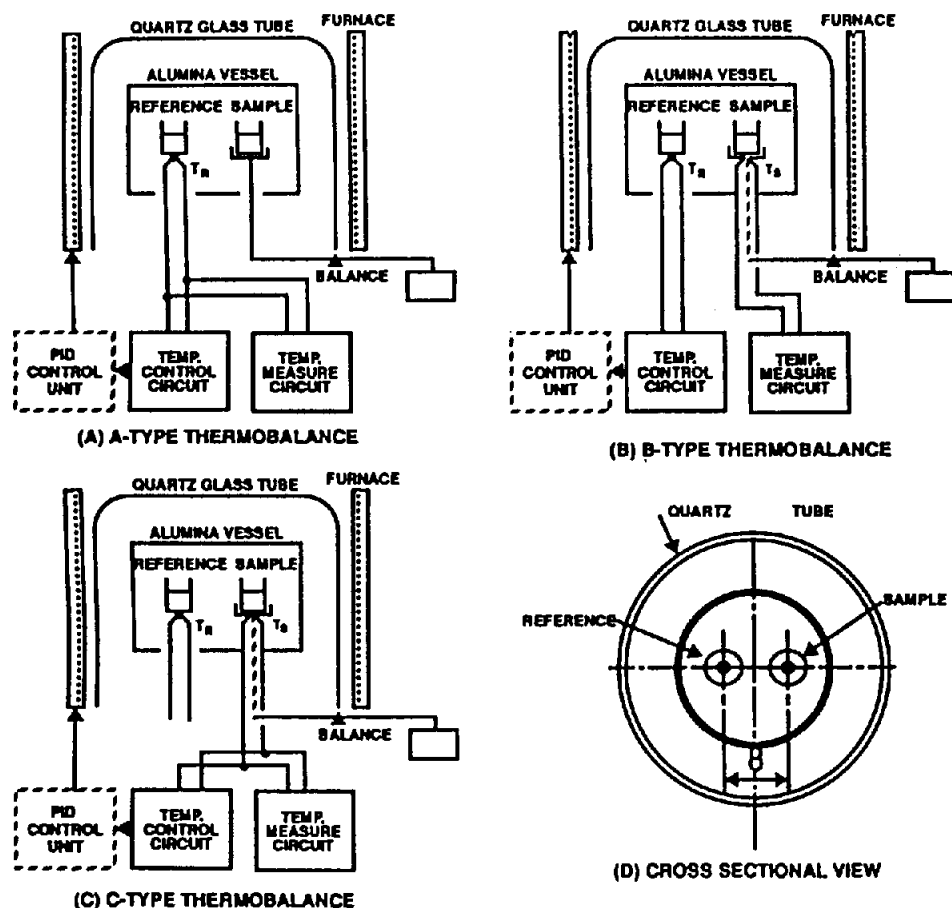 QUARTZ GLASS TUBE
FURNACE
ALUMINA VESSEL
REFERENCE SAMPLE
TR
BALANCE
PID CONTROL UNIT
TEMP. CONTROL CIRCUIT
TEMP. MEASURE CIRCUIT
(A) A-TYPE THERMOBALANCE
QUARTZ GLASS TUBE
FURNACE
ALUMINA VESSEL
REFERENCE SAMPLE
TR
TS
BALANCE
PID CONTROL UNIT
TEMP. CONTROL CIRCUIT
TEMP. MEASURE CIRCUIT
(B) B-TYPE THERMOBALANCE
QUARTZ GLASS TUBE
FURNACE
ALUMINA VESSEL
REFERENCE SAMPLE
TR
TS
BALANCE
PID CONTROL UNIT
TEMP. CONTROL CIRCUIT
TEMP. MEASURE CIRCUIT
(C) C-TYPE THERMOBALANCE
QUARTZ TUBE
SAMPLE
REFERENCE
8
(D) CROSS SECTIONAL VIEW